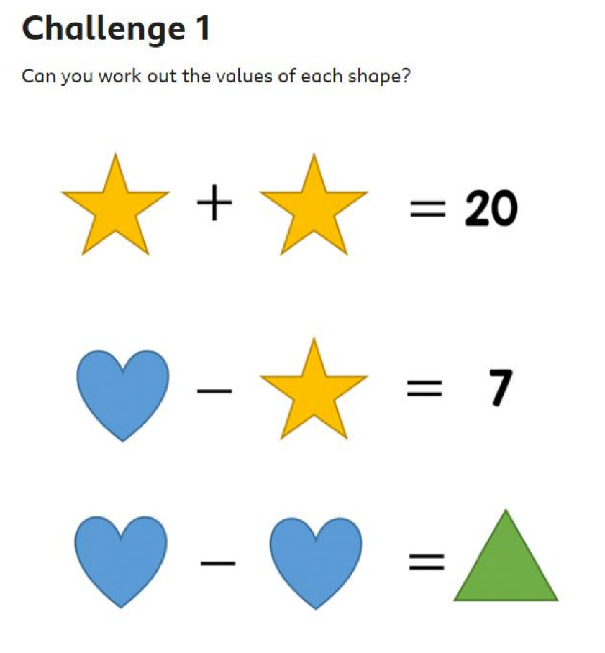 Challenge 1
Can you work out the values of each shape?
+ = 20
− = 7
− =